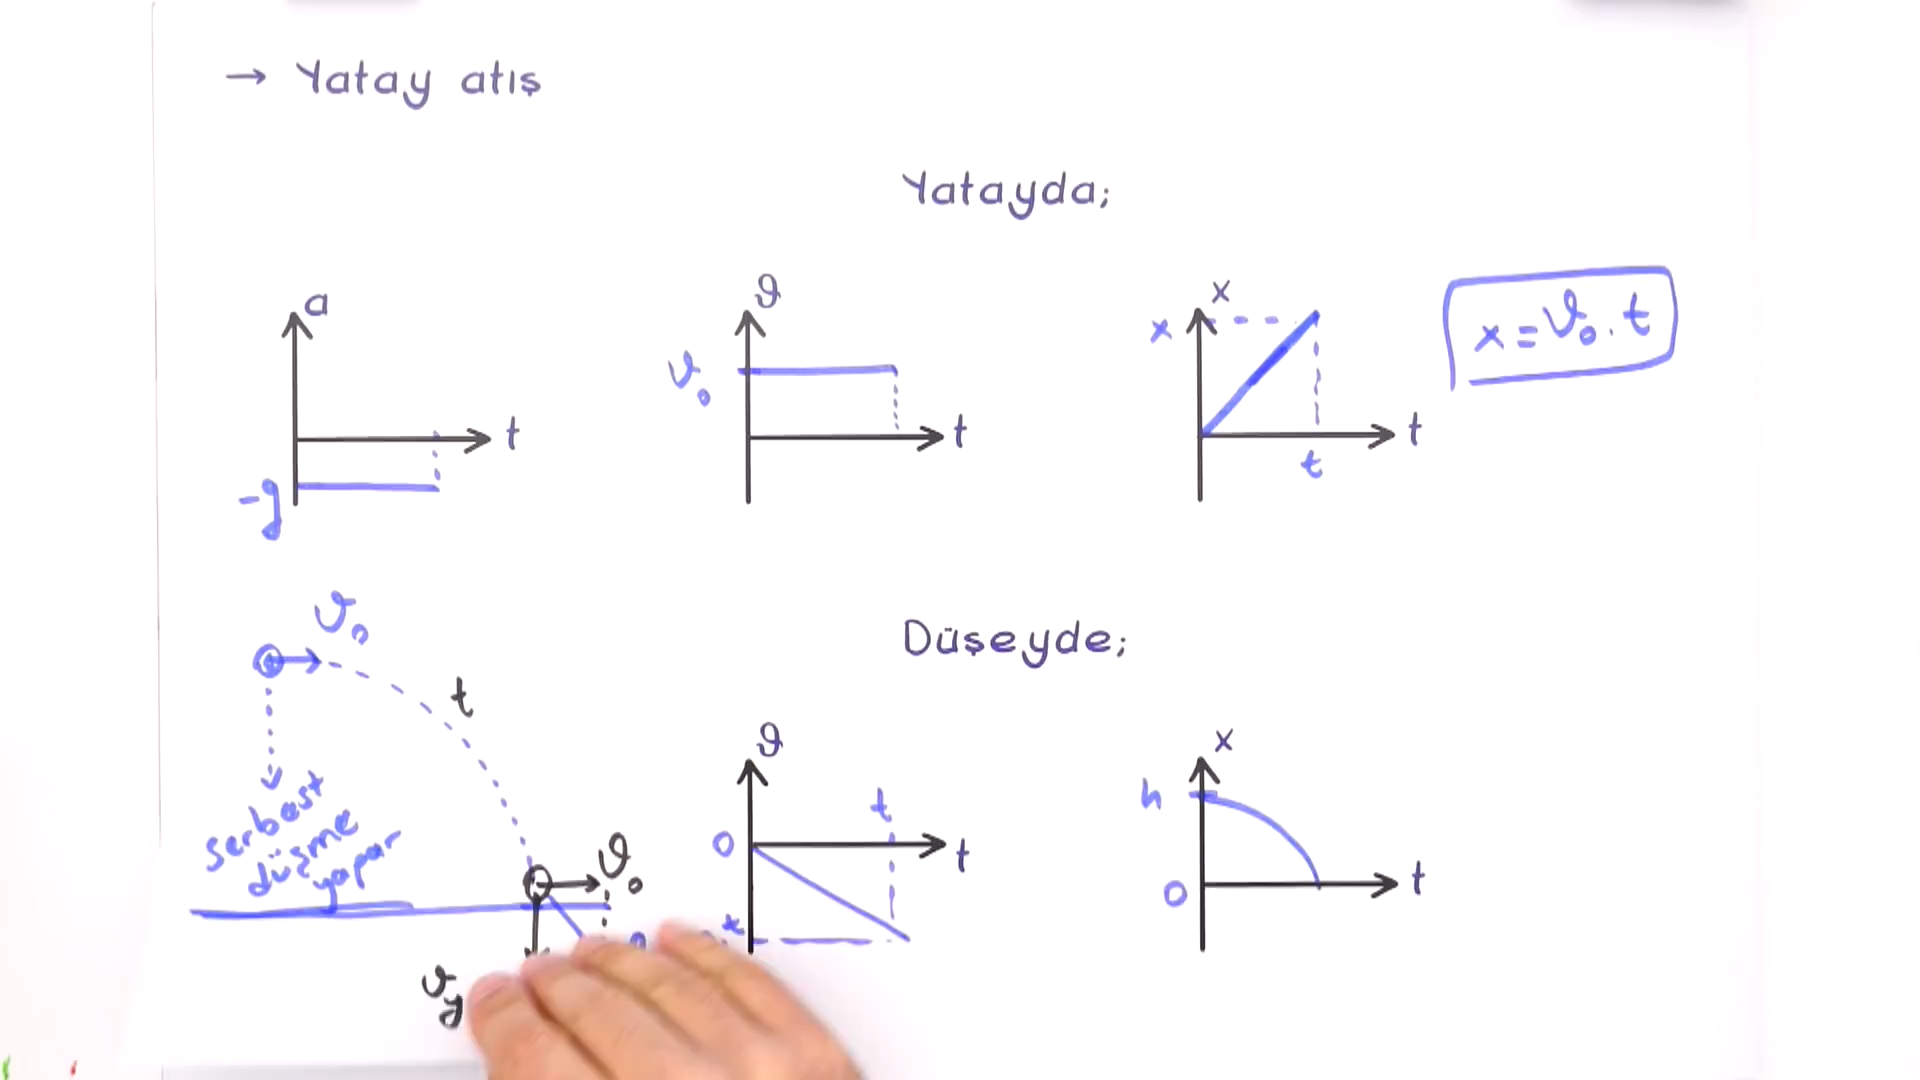 → Yatay atış
Yatayda;
a
t
-g
ϑ
ϑ₀
t
x
x
t
t
x = ϑ₀ . t
ϑ₀
t
serbest
düşme
yapar
ϑ₀
ϑy
Düşeyde;
ϑ
t
0
t
x
h
0
t